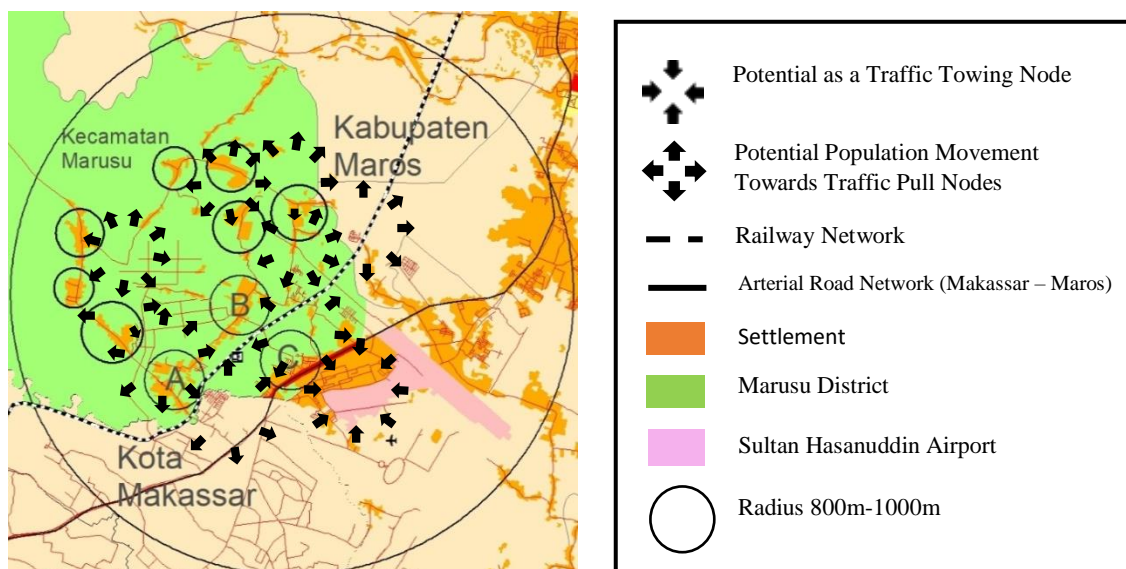 Kecamatan
Marusu
Kabupaten
Maros
B
C
A
Kota
Makassar
Potential as a Traffic Towing Node
Potential Population Movement
Towards Traffic Pull Nodes
Railway Network
Arterial Road Network (Makassar – Maros)
Settlement
Marusu District
Sultan Hasanuddin Airport
Radius 800m-1000m